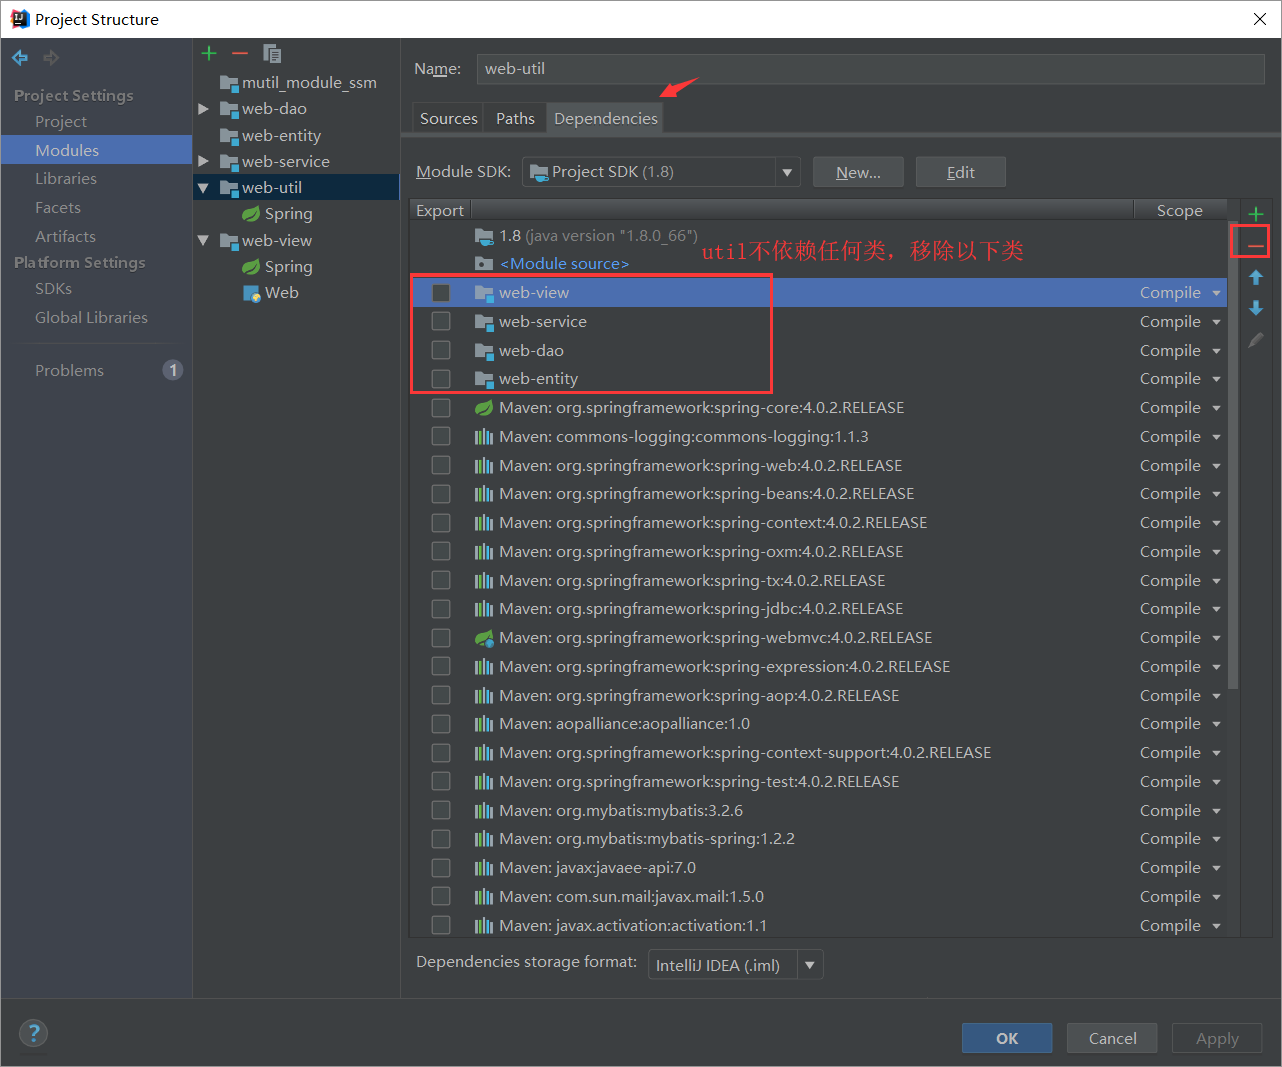 Project Structure
Project Settings
Project
Modules
Libraries
Facets
Artifacts
Platform Settings
SDKs
Global Libraries
Problems 1
mutil_module_ssm
web-dao
web-entity
web-service
web-util
Spring
web-view
Spring
Web
Name: web-util
Sources Paths Dependencies
Module SDK: Project SDK (1.8) New... Edit
Export Scope
1.8 (java version "1.8.0_66")
util不依赖任何类，移除以下类
<Module source>
web-view Compile
web-service Compile
web-dao Compile
web-entity Compile
Maven: org.springframework:spring-core:4.0.2.RELEASE Compile
Maven: commons-logging:commons-logging:1.1.3 Compile
Maven: org.springframework:spring-web:4.0.2.RELEASE Compile
Maven: org.springframework:spring-beans:4.0.2.RELEASE Compile
Maven: org.springframework:spring-context:4.0.2.RELEASE Compile
Maven: org.springframework:spring-oxm:4.0.2.RELEASE Compile
Maven: org.springframework:spring-tx:4.0.2.RELEASE Compile
Maven: org.springframework:spring-jdbc:4.0.2.RELEASE Compile
Maven: org.springframework:spring-webmvc:4.0.2.RELEASE Compile
Maven: org.springframework:spring-expression:4.0.2.RELEASE Compile
Maven: org.springframework:spring-aop:4.0.2.RELEASE Compile
Maven: aopalliance:aopalliance:1.0 Compile
Maven: org.springframework:spring-context-support:4.0.2.RELEASE Compile
Maven: org.springframework:spring-test:4.0.2.RELEASE Compile
Maven: org.mybatis:mybatis:3.2.6 Compile
Maven: org.mybatis:mybatis-spring:1.2.2 Compile
Maven: javax:javaee-api:7.0 Compile
Maven: com.sun.mail:javax.mail:1.5.0 Compile
Maven: javax.activation:activation:1.1 Compile
Dependencies storage format: IntelliJ IDEA (.iml)
? OK Cancel Apply